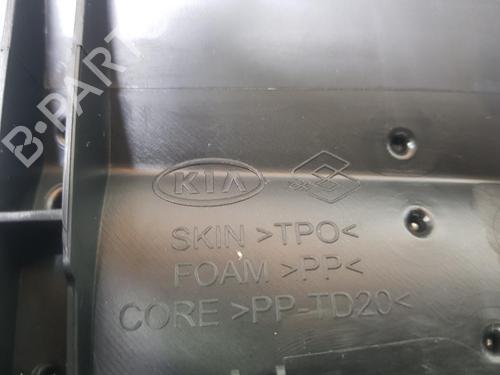 B-PARTS
KIA
SKIN >TPO<
FOAM >PP<
CORE >PP-TD20<